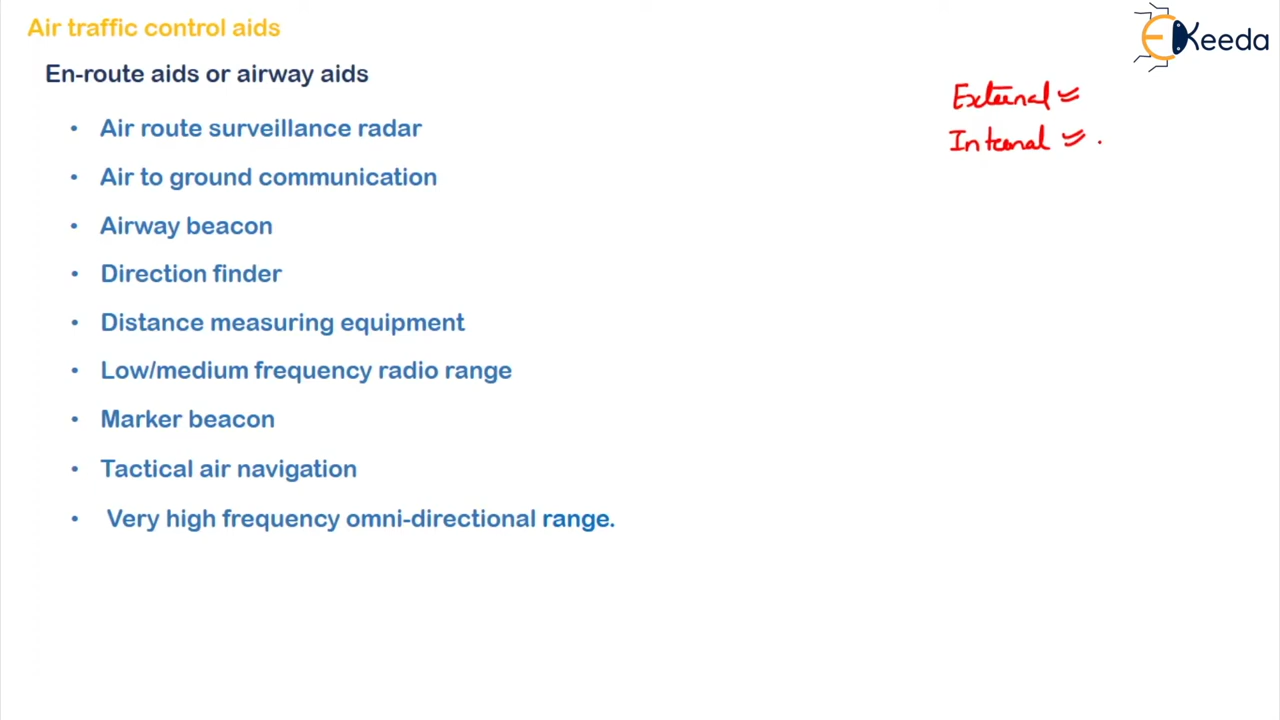 Air traffic control aids
EKeeda
En-route aids or airway aids
External
Internal
• Air route surveillance radar
• Air to ground communication
• Airway beacon
• Direction finder
• Distance measuring equipment
• Low/medium frequency radio range
• Marker beacon
• Tactical air navigation
• Very high frequency omni-directional range.